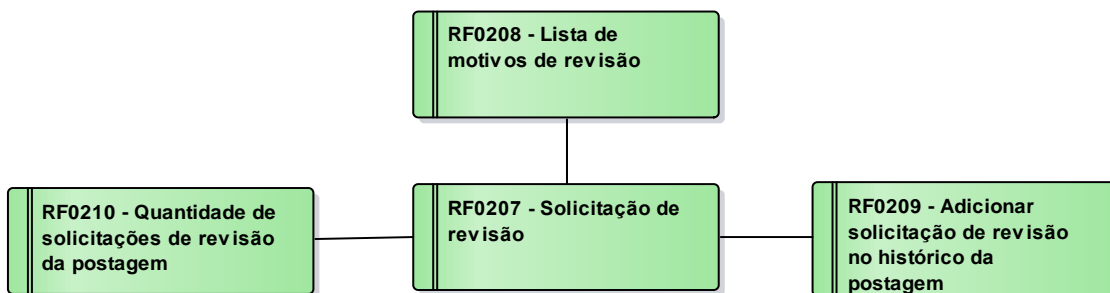 RF0208 - Lista de
motivos de revisão
RF0210 - Quantidade de
solicitações de revisão
da postagem
RF0207 - Solicitação de
revisão
RF0209 - Adicionar
solicitação de revisão
no histórico da
postagem